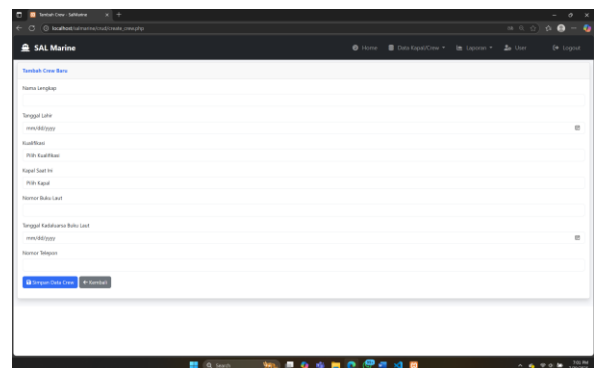 Tambah Crew - SalMarine
localhost/salmarine/crud/create_crew.php
SAL Marine
Home
Data Kapal/Crew
Laporan
User
Logout
Tambah Crew Baru
Nama Lengkap
Tanggal Lahir
mm/dd/yyyy
Kualifikasi
Pilih Kualifikasi
Kapal Saat Ini
Pilih Kapal
Nomor Buku Laut
Tanggal Kadaluarsa Buku Laut
mm/dd/yyyy
Nomor Telepon
Simpan Data Crew
Kembali
Search